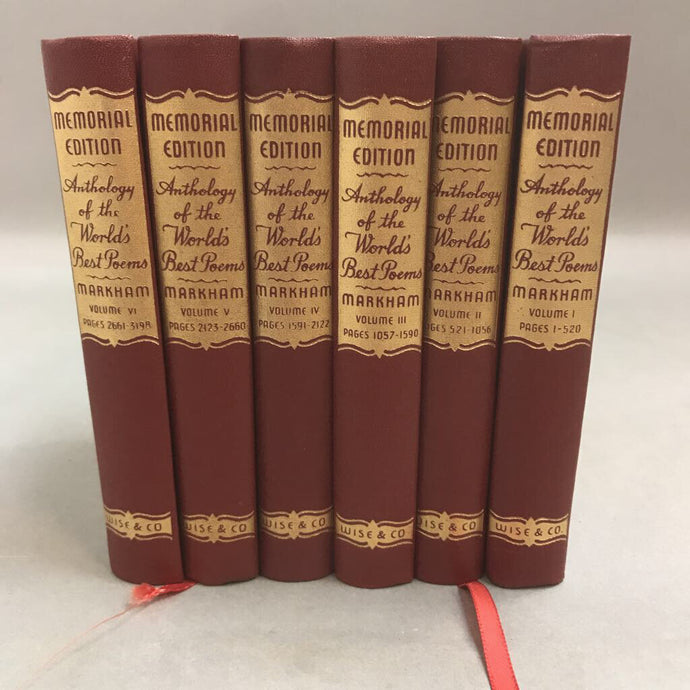 MEMORIAL
EDITION
Anthology
of the
World's
Best Poems
MARKHAM
VOLUME VI
PAGES 2661-3198
WISE & CO
MEMORIAL
EDITION
Anthology
of the
World's
Best Poems
MARKHAM
VOLUME V
PAGES 2123-2660
WISE & CO
MEMORIAL
EDITION
Anthology
of the
World's
Best Poems
MARKHAM
VOLUME IV
PAGES 1591-2122
WISE & CO.
MEMORIAL
EDITION
Anthology
of the
World's
Best Poems
MARKHAM
VOLUME III
PAGES 1057-1590
WISE & CO.
MEMORIAL
EDITION
Anthology
of the
World's
Best Poems
MARKHAM
VOLUME II
PAGES 521-1056
WISE & CO
MEMORIAL
EDITION
Anthology
of the
World's
Best Poems
MARKHAM
VOLUME I
PAGES 1-520
WISE & CO.